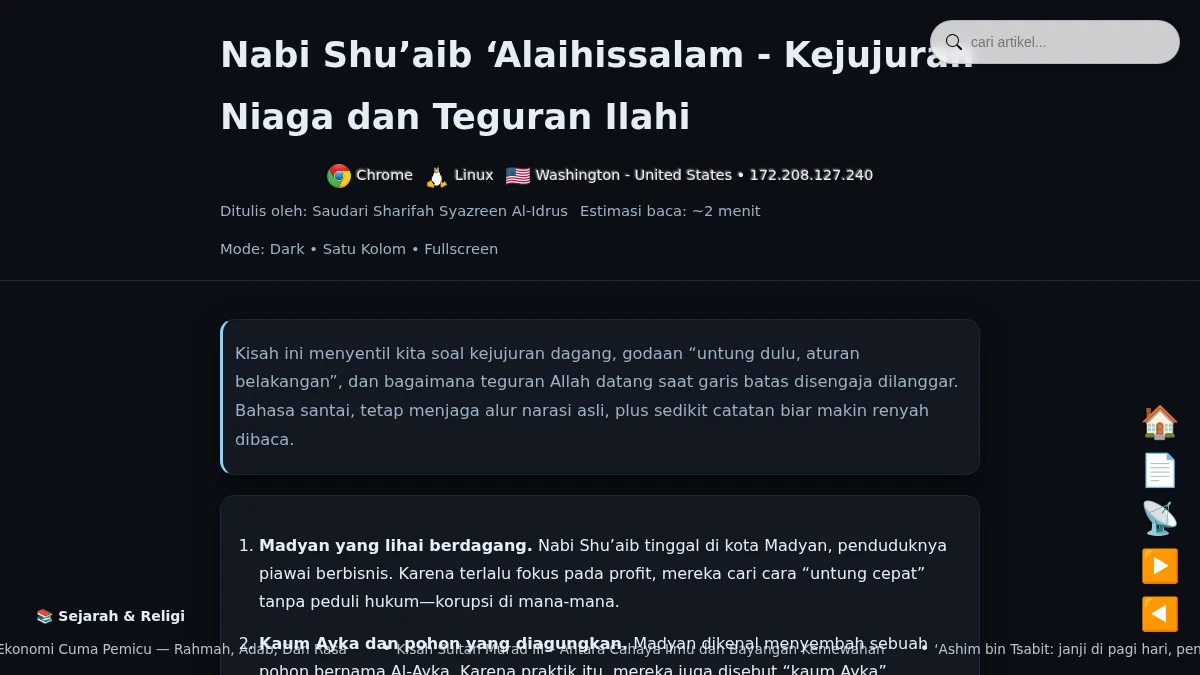 Nabi Shu’aib ‘Alaihissalam - Kejujuran
Niaga dan Teguran Ilahi
cari artikel...
Chrome Linux Washington - United States • 172.208.127.240
Ditulis oleh: Saudari Sharifah Syazreen Al-Idrus Estimasi baca: ~2 menit
Mode: Dark • Satu Kolom • Fullscreen
Kisah ini menyentil kita soal kejujuran dagang, godaan “untung dulu, aturan
belakangan”, dan bagaimana teguran Allah datang saat garis batas disengaja dilanggar.
Bahasa santai, tetap menjaga alur narasi asli, plus sedikit catatan biar makin renyah
dibaca.
1. Madyan yang lihai berdagang. Nabi Shu’aib tinggal di kota Madyan, penduduknya
piawai berbisnis. Karena terlalu fokus pada profit, mereka cari cara “untung cepat”
tanpa peduli hukum—korupsi di mana-mana.
2. Kaum Ayka dan pohon yang diagungkan. Madyan dikenal menyembah sebuah
pohon bernama Al-Ayka. Karena praktik itu, mereka juga disebut “kaum Ayka”
📚 Sejarah & Religi
Ekonomi Cuma Pemicu — Rahmah, Adab, Dan Rasa • Kisah Sultan Murad III - Antara Cahaya Ilmu dan Bayangan Kemewahan • ‘Ashim bin Tsabit: janji di pagi hari,